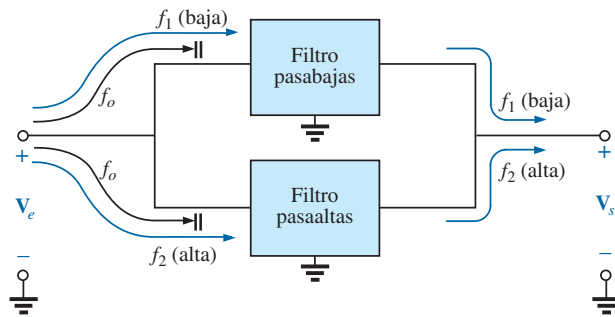 f₁ (baja)
fₒ
Filtro
pasabajas
f₁ (baja)
+
fₒ
Filtro
pasaaltas
f₂ (alta)
+
Vₑ
Vₛ
f₂ (alta)
–
–